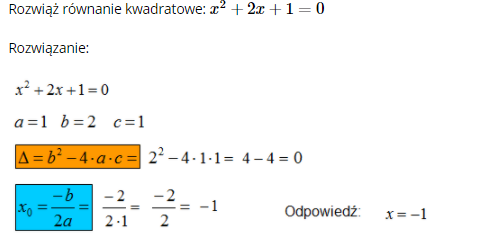 Rozwiąż równanie kwadratowe: x² + 2x + 1 = 0
Rozwiązanie:
x² + 2x + 1 = 0
a = 1 b = 2 c = 1
Δ = b² − 4·a·c = 2² − 4·1·1 = 4 − 4 = 0
x₀ = −b/2a = −2/2·1 = −2/2 = −1 Odpowiedź: x = −1